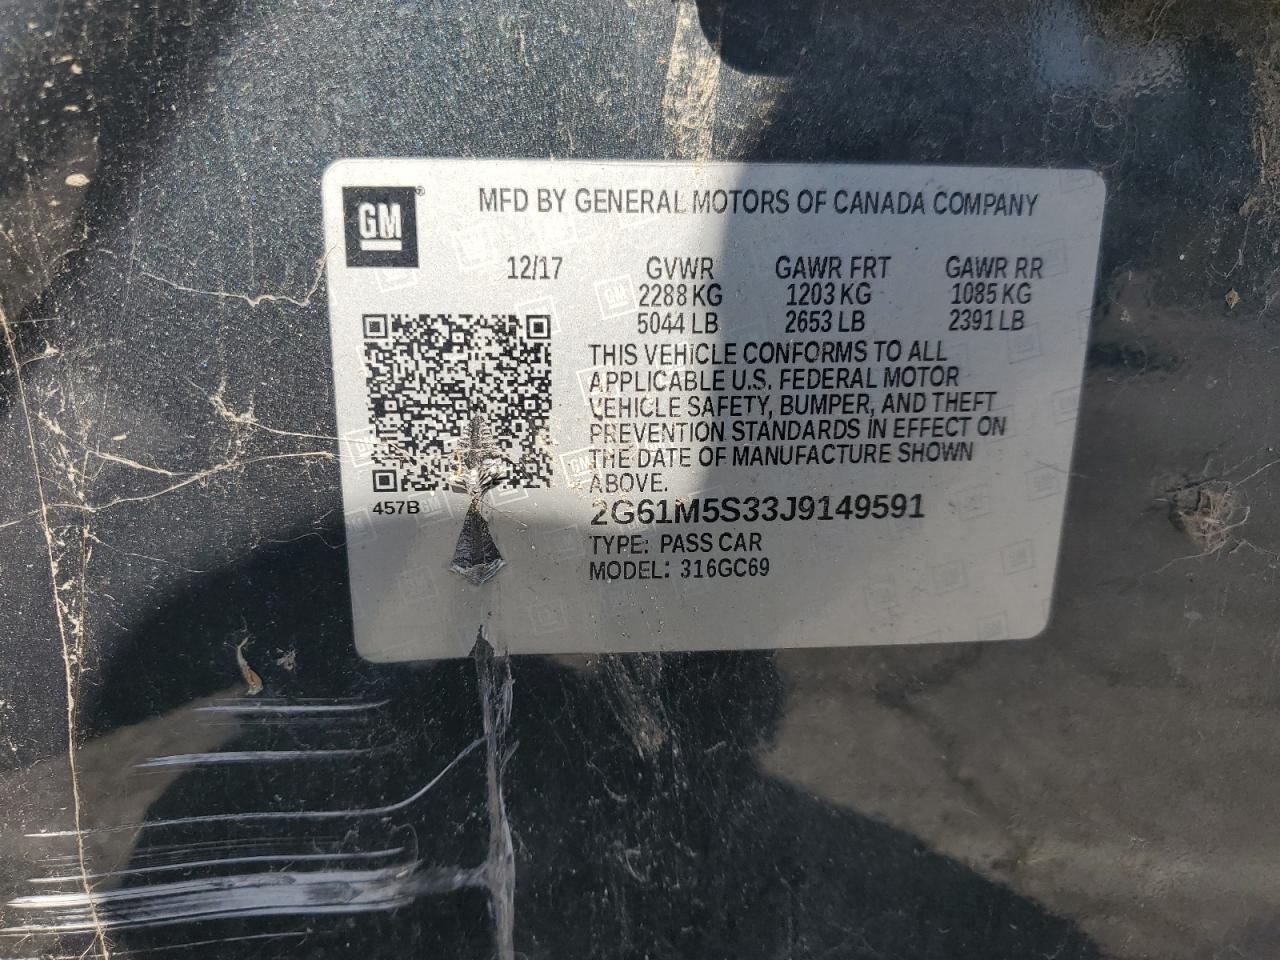 GM®
MFD BY GENERAL MOTORS OF CANADA COMPANY
12/17 GVWR GAWR FRT GAWR RR
2288 KG 1203 KG 1085 KG
5044 LB 2653 LB 2391 LB
THIS VEHICLE CONFORMS TO ALL
APPLICABLE U.S. FEDERAL MOTOR
VEHICLE SAFETY, BUMPER, AND THEFT
PREVENTION STANDARDS IN EFFECT ON
THE DATE OF MANUFACTURE SHOWN
ABOVE.
457B
2G61M5S33J9149591
TYPE: PASS CAR
MODEL: 316GC69